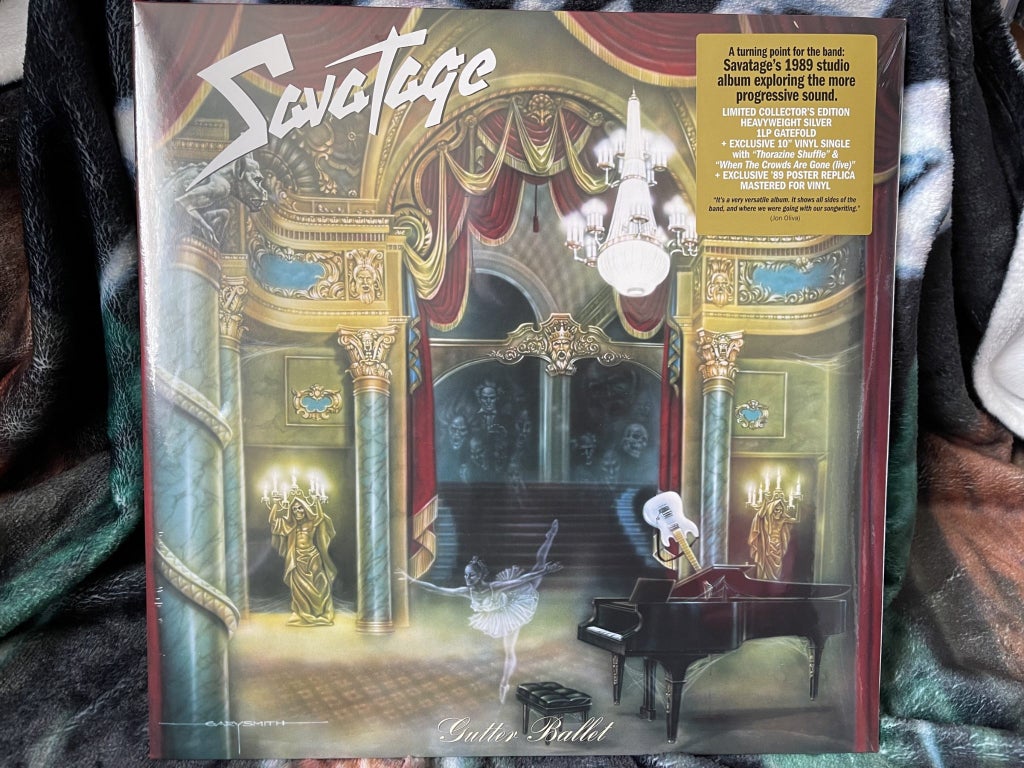 Savatage
A turning point for the band:
Savatage's 1989 studio
album exploring the more
progressive sound.
LIMITED COLLECTOR'S EDITION
HEAVYWEIGHT SILVER
1LP GATEFOLD
+ EXCLUSIVE 10" VINYL SINGLE
with "Thorazine Shuffle" &
"When The Crowds Are Gone (live)"
+ EXCLUSIVE '89 POSTER REPLICA
MASTERED FOR VINYL
"It's a very versatile album. It shows all sides of the
band, and where we were going with our songwriting."
(Jon Oliva)
GARY SMITH
Gutter Ballet